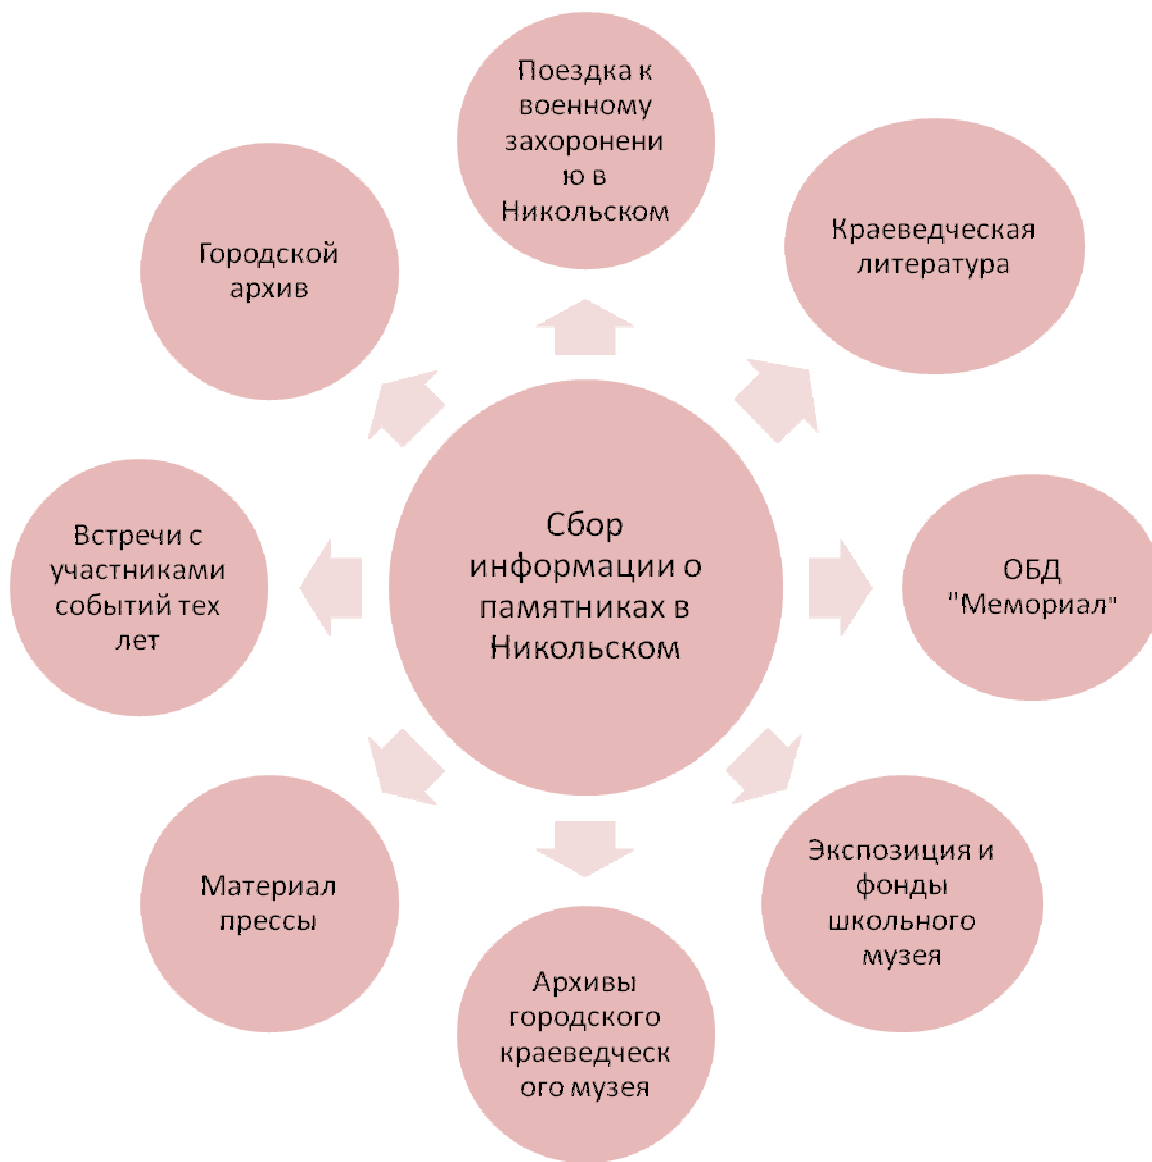 Поездка к
военному
захоронени
ю в
Никольском
Краеведческая
литература
Городской
архив
Сбор
информации о
памятниках в
Никольском
ОБД
"Мемориал"
Встречи с
участниками
событий тех
лет
Экспозиция и
фонды
школьного
музея
Материал
прессы
Архивы
городского
краеведческ
ого музея